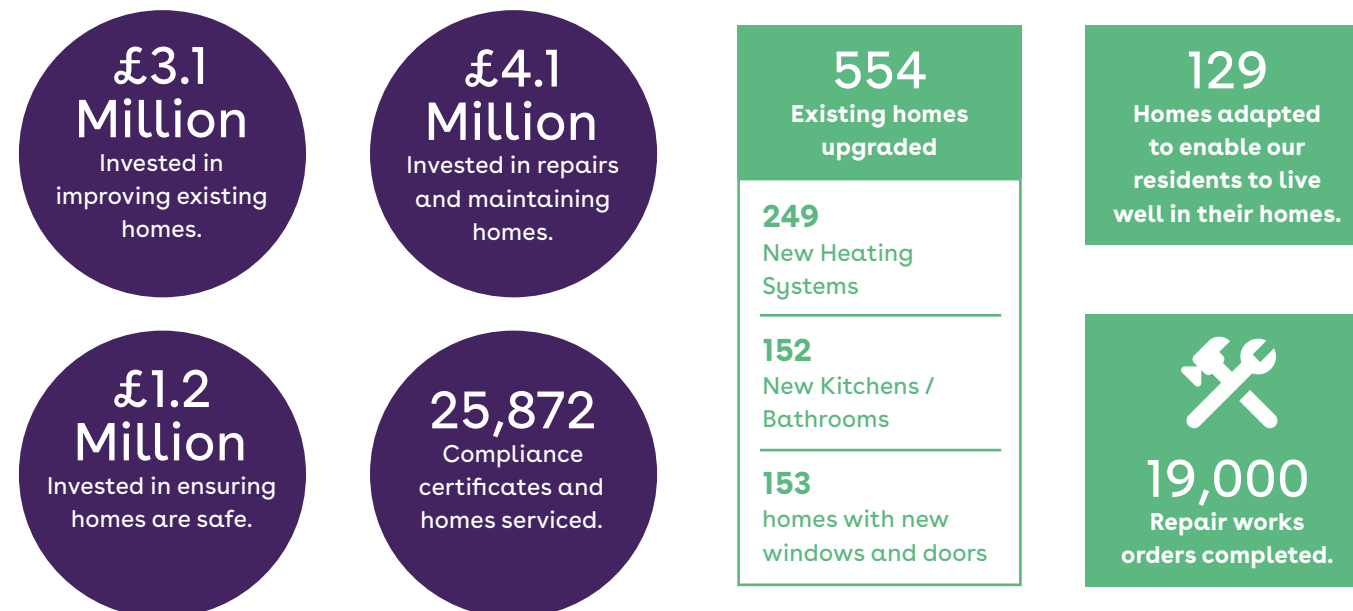 £3.1
Million
Invested in
improving existing
homes.
£4.1
Million
Invested in repairs
and maintaining
homes.
£1.2
Million
Invested in ensuring
homes are safe.
25,872
Compliance
certificates and
homes serviced.
554
Existing homes
upgraded
249
New Heating
Systems
152
New Kitchens /
Bathrooms
153
homes with new
windows and doors
129
Homes adapted
to enable our
residents to live
well in their homes.
19,000
Repair works
orders completed.